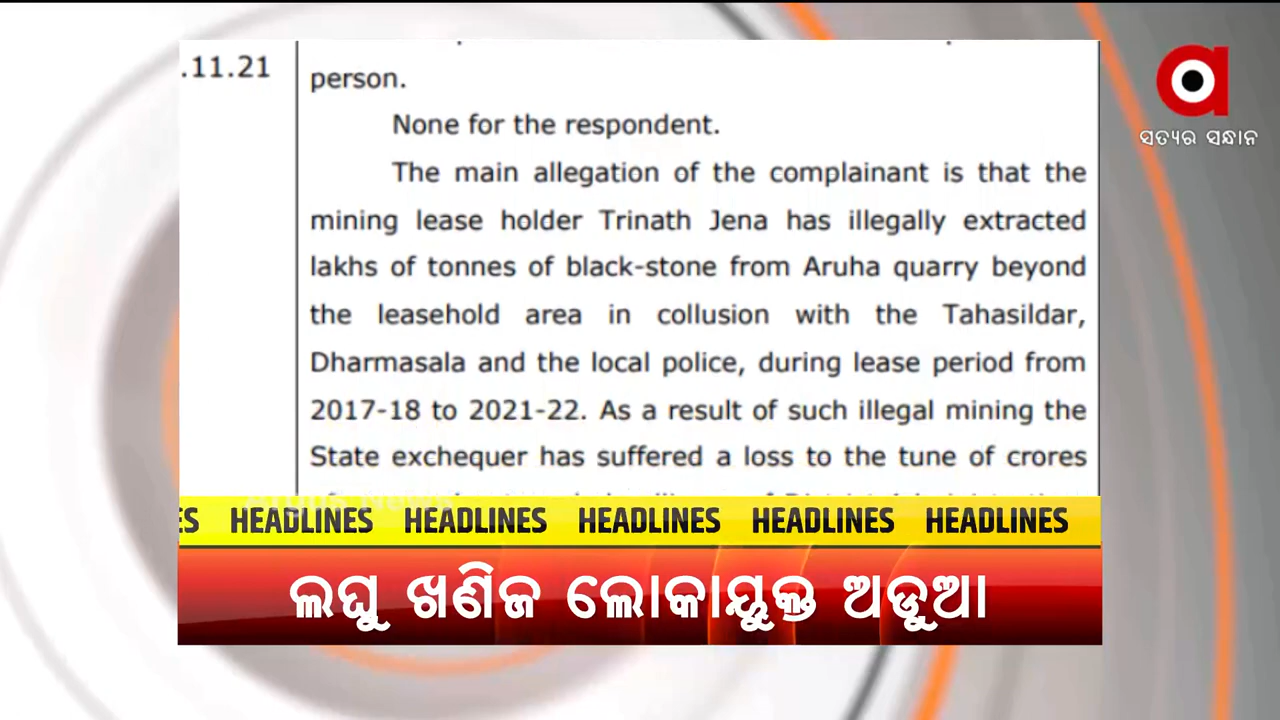 .11.21
person.
None for the respondent.
The main allegation of the complainant is that the
mining lease holder Trinath Jena has illegally extracted
lakhs of tonnes of black-stone from Aruha quarry beyond
the leasehold area in collusion with the Tahasildar,
Dharmasala and the local police, during lease period from
2017-18 to 2021-22. As a result of such illegal mining the
State exchequer has suffered a loss to the tune of crores
ସତ୍ୟର ସନ୍ଧାନ
Argus News
ES HEADLINES HEADLINES HEADLINES HEADLINES HEADLINES
ଲଘୁ ଖଣିଜ ଲୋକାୟୁକ୍ତ ଅଡୁଆ